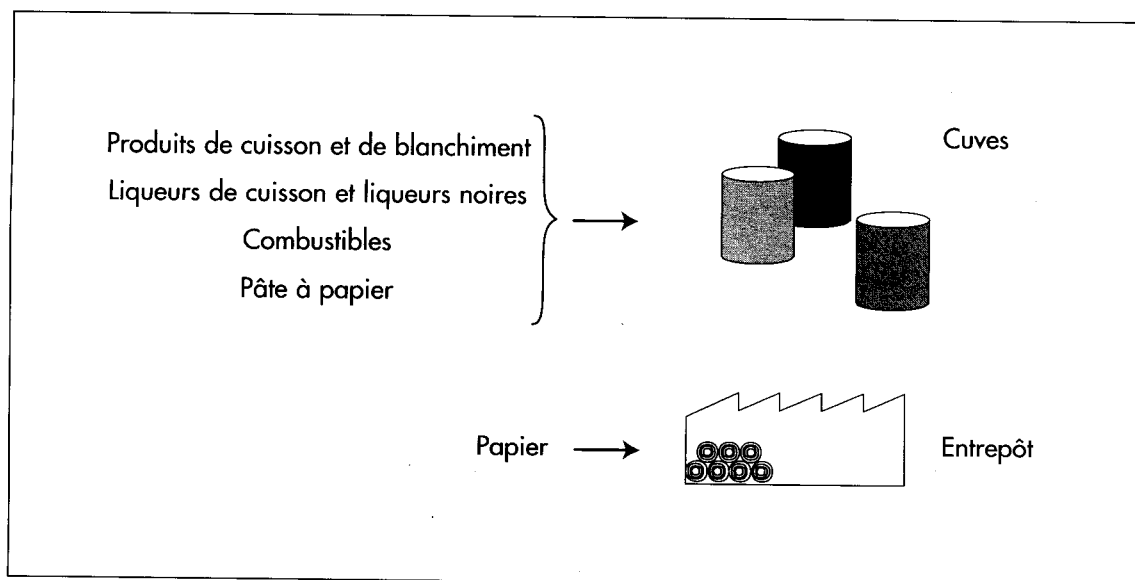 Produits de cuisson et de blanchiment
Liqueurs de cuisson et liqueurs noires
Combustibles
Pâte à papier
Cuves
Papier
Entrepôt